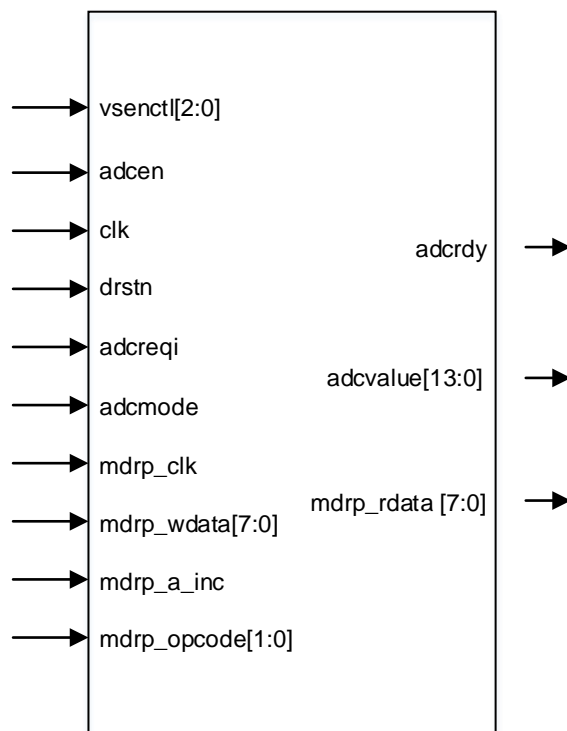 vsenctl[2:0]
adcen
clk
drstn
adcreqi
adcmode
mdrp_clk
mdrp_wdata[7:0]
mdrp_a_inc
mdrp_opcode[1:0]
adcrdy
adcvalue[13:0]
mdrp_rdata [7:0]